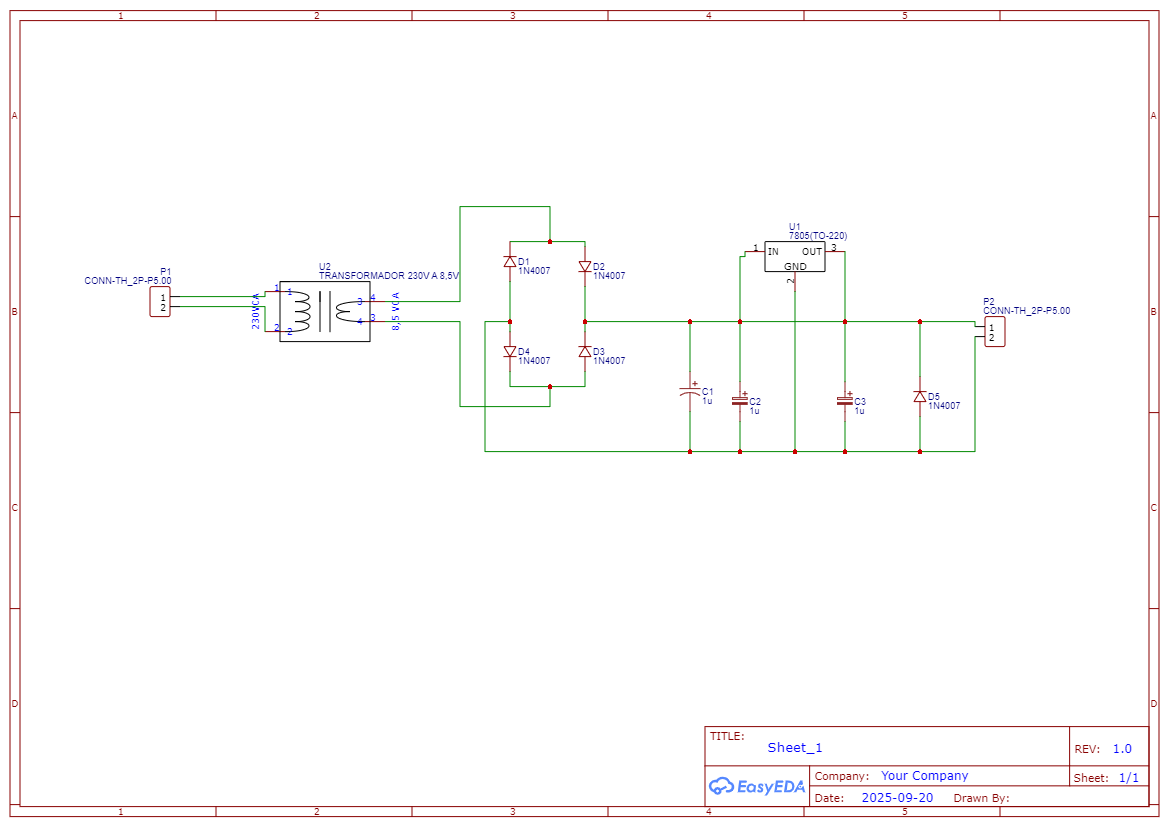 1 2 3 4 5
A A
U1
7805(TO-220)
1 IN OUT 3
GND
2
U2
TRANSFORMADOR 230V A 8,5V
P1
CONN-TH_2P-P5.00
1
2
230VCA
1 1
2 2
3 4
4 3
8,5 VCA
D1
1N4007
D2
1N4007
D4
1N4007
D3
1N4007
P2
CONN-TH_2P-P5.00
1
2
B B
+
C1
1u
+
C2
1u
+
C3
1u
D5
1N4007
C C
D D
TITLE:
Sheet_1
REV: 1.0
EasyEDA
Company: Your Company
Sheet: 1/1
Date: 2025-09-20 Drawn By:
1 2 3 4 5